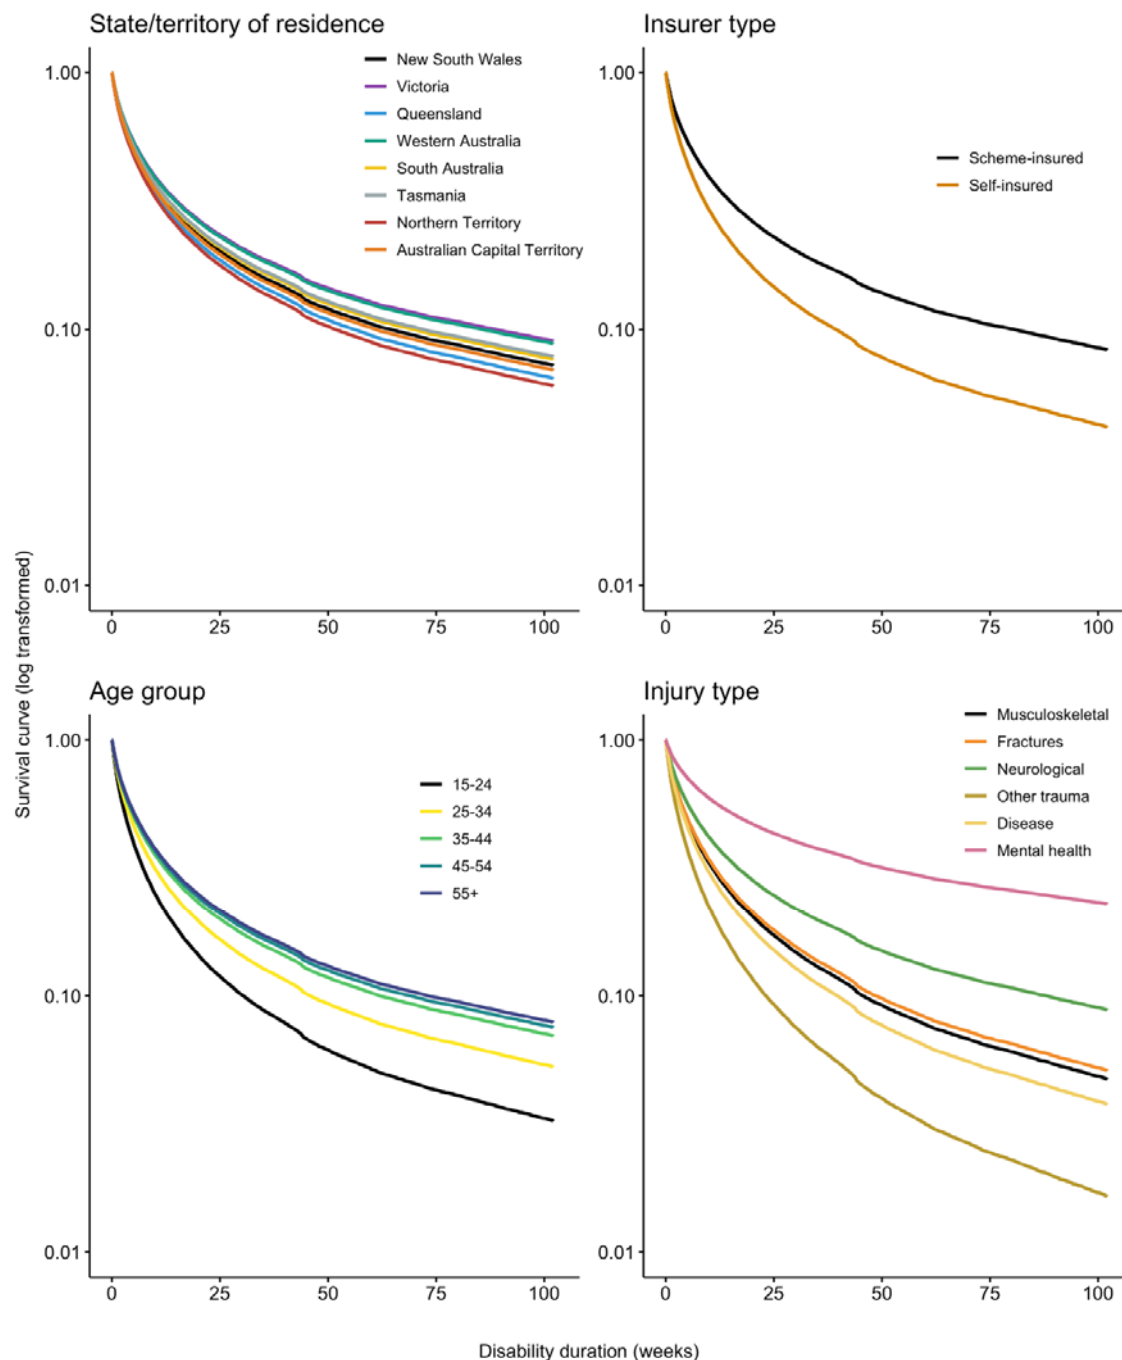 State/territory of residence
New South Wales
Victoria
Queensland
Western Australia
South Australia
Tasmania
Northern Territory
Australian Capital Territory
1.00
0.10
0.01
0
25
50
75
100
Insurer type
Scheme-insured
Self-insured
1.00
0.10
0.01
0
25
50
75
100
Survival curve (log transformed)
Age group
15-24
25-34
35-44
45-54
55+
1.00
0.10
0.01
0
25
50
75
100
Injury type
Musculoskeletal
Fractures
Neurological
Other trauma
Disease
Mental health
1.00
0.10
0.01
0
25
50
75
100
Disability duration (weeks)